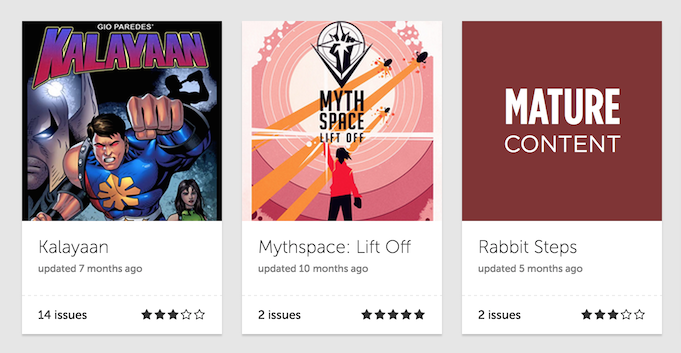 GIO PAREDES'
KALAYAAN
Kalayaan
updated 7 months ago
14 issues
MYTH
SPACE
LIFT OFF
Mythspace: Lift Off
updated 10 months ago
2 issues
MATURE
CONTENT
Rabbit Steps
updated 5 months ago
2 issues